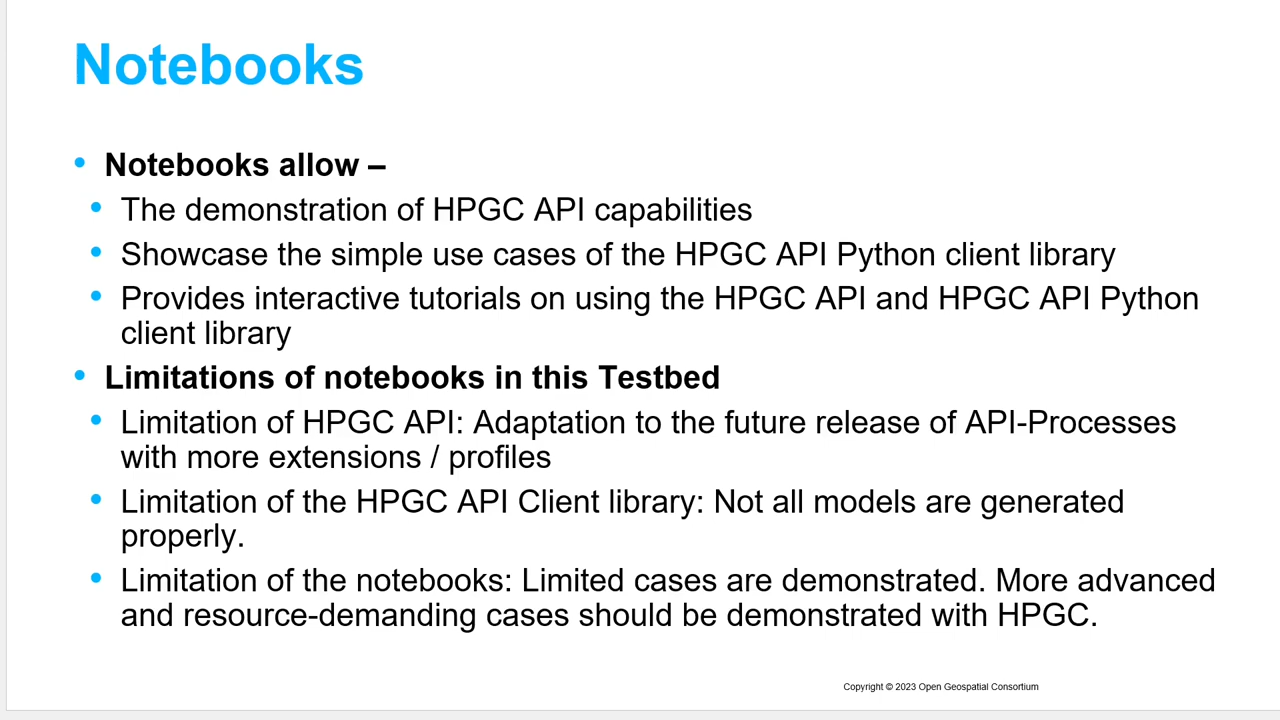 Notebooks
• Notebooks allow –
• The demonstration of HPGC API capabilities
• Showcase the simple use cases of the HPGC API Python client library
• Provides interactive tutorials on using the HPGC API and HPGC API Python
client library
• Limitations of notebooks in this Testbed
• Limitation of HPGC API: Adaptation to the future release of API-Processes
with more extensions / profiles
• Limitation of the HPGC API Client library: Not all models are generated
properly.
• Limitation of the notebooks: Limited cases are demonstrated. More advanced
and resource-demanding cases should be demonstrated with HPGC.
Copyright © 2023 Open Geospatial Consortium